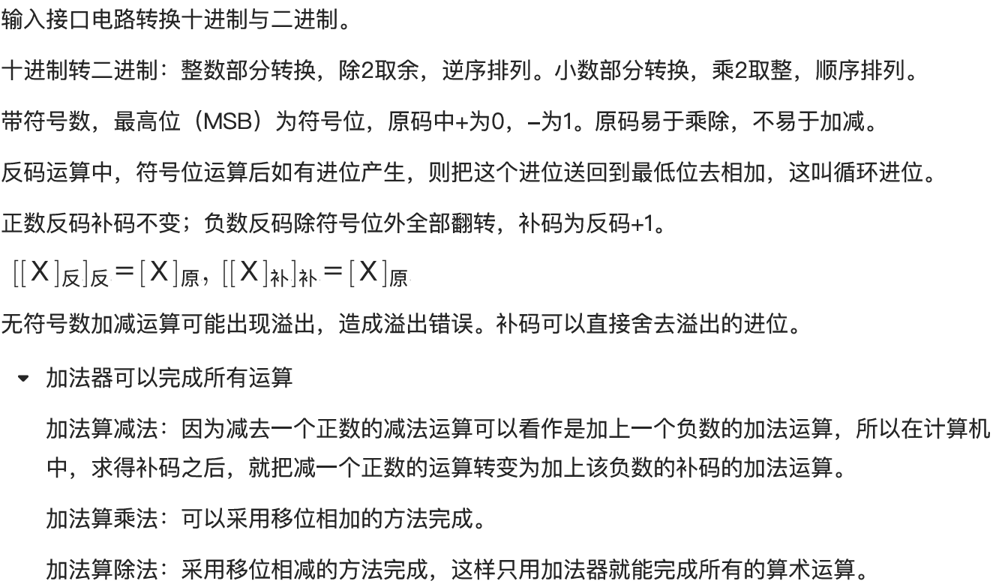 输入接口电路转换十进制与二进制。
十进制转二进制：整数部分转换，除2取余，逆序排列。小数部分转换，乘2取整，顺序排列。
带符号数，最高位（MSB）为符号位，原码中+为0，–为1。原码易于乘除，不易于加减。
反码运算中，符号位运算后如有进位产生，则把这个进位送回到最低位去相加，这叫循环进位。
正数反码补码不变；负数反码除符号位外全部翻转，补码为反码+1。
[[X]反]反=[X]原，[[X]补]补=[X]原
无符号数加减运算可能出现溢出，造成溢出错误。补码可以直接舍去溢出的进位。
加法器可以完成所有运算
加法算减法：因为减去一个正数的减法运算可以看作是加上一个负数的加法运算，所以在计算机
中，求得补码之后，就把减一个正数的运算转变为加上该负数的补码的加法运算。
加法算乘法：可以采用移位相加的方法完成。
加法算除法：采用移位相减的方法完成，这样只用加法器就能完成所有的算术运算。